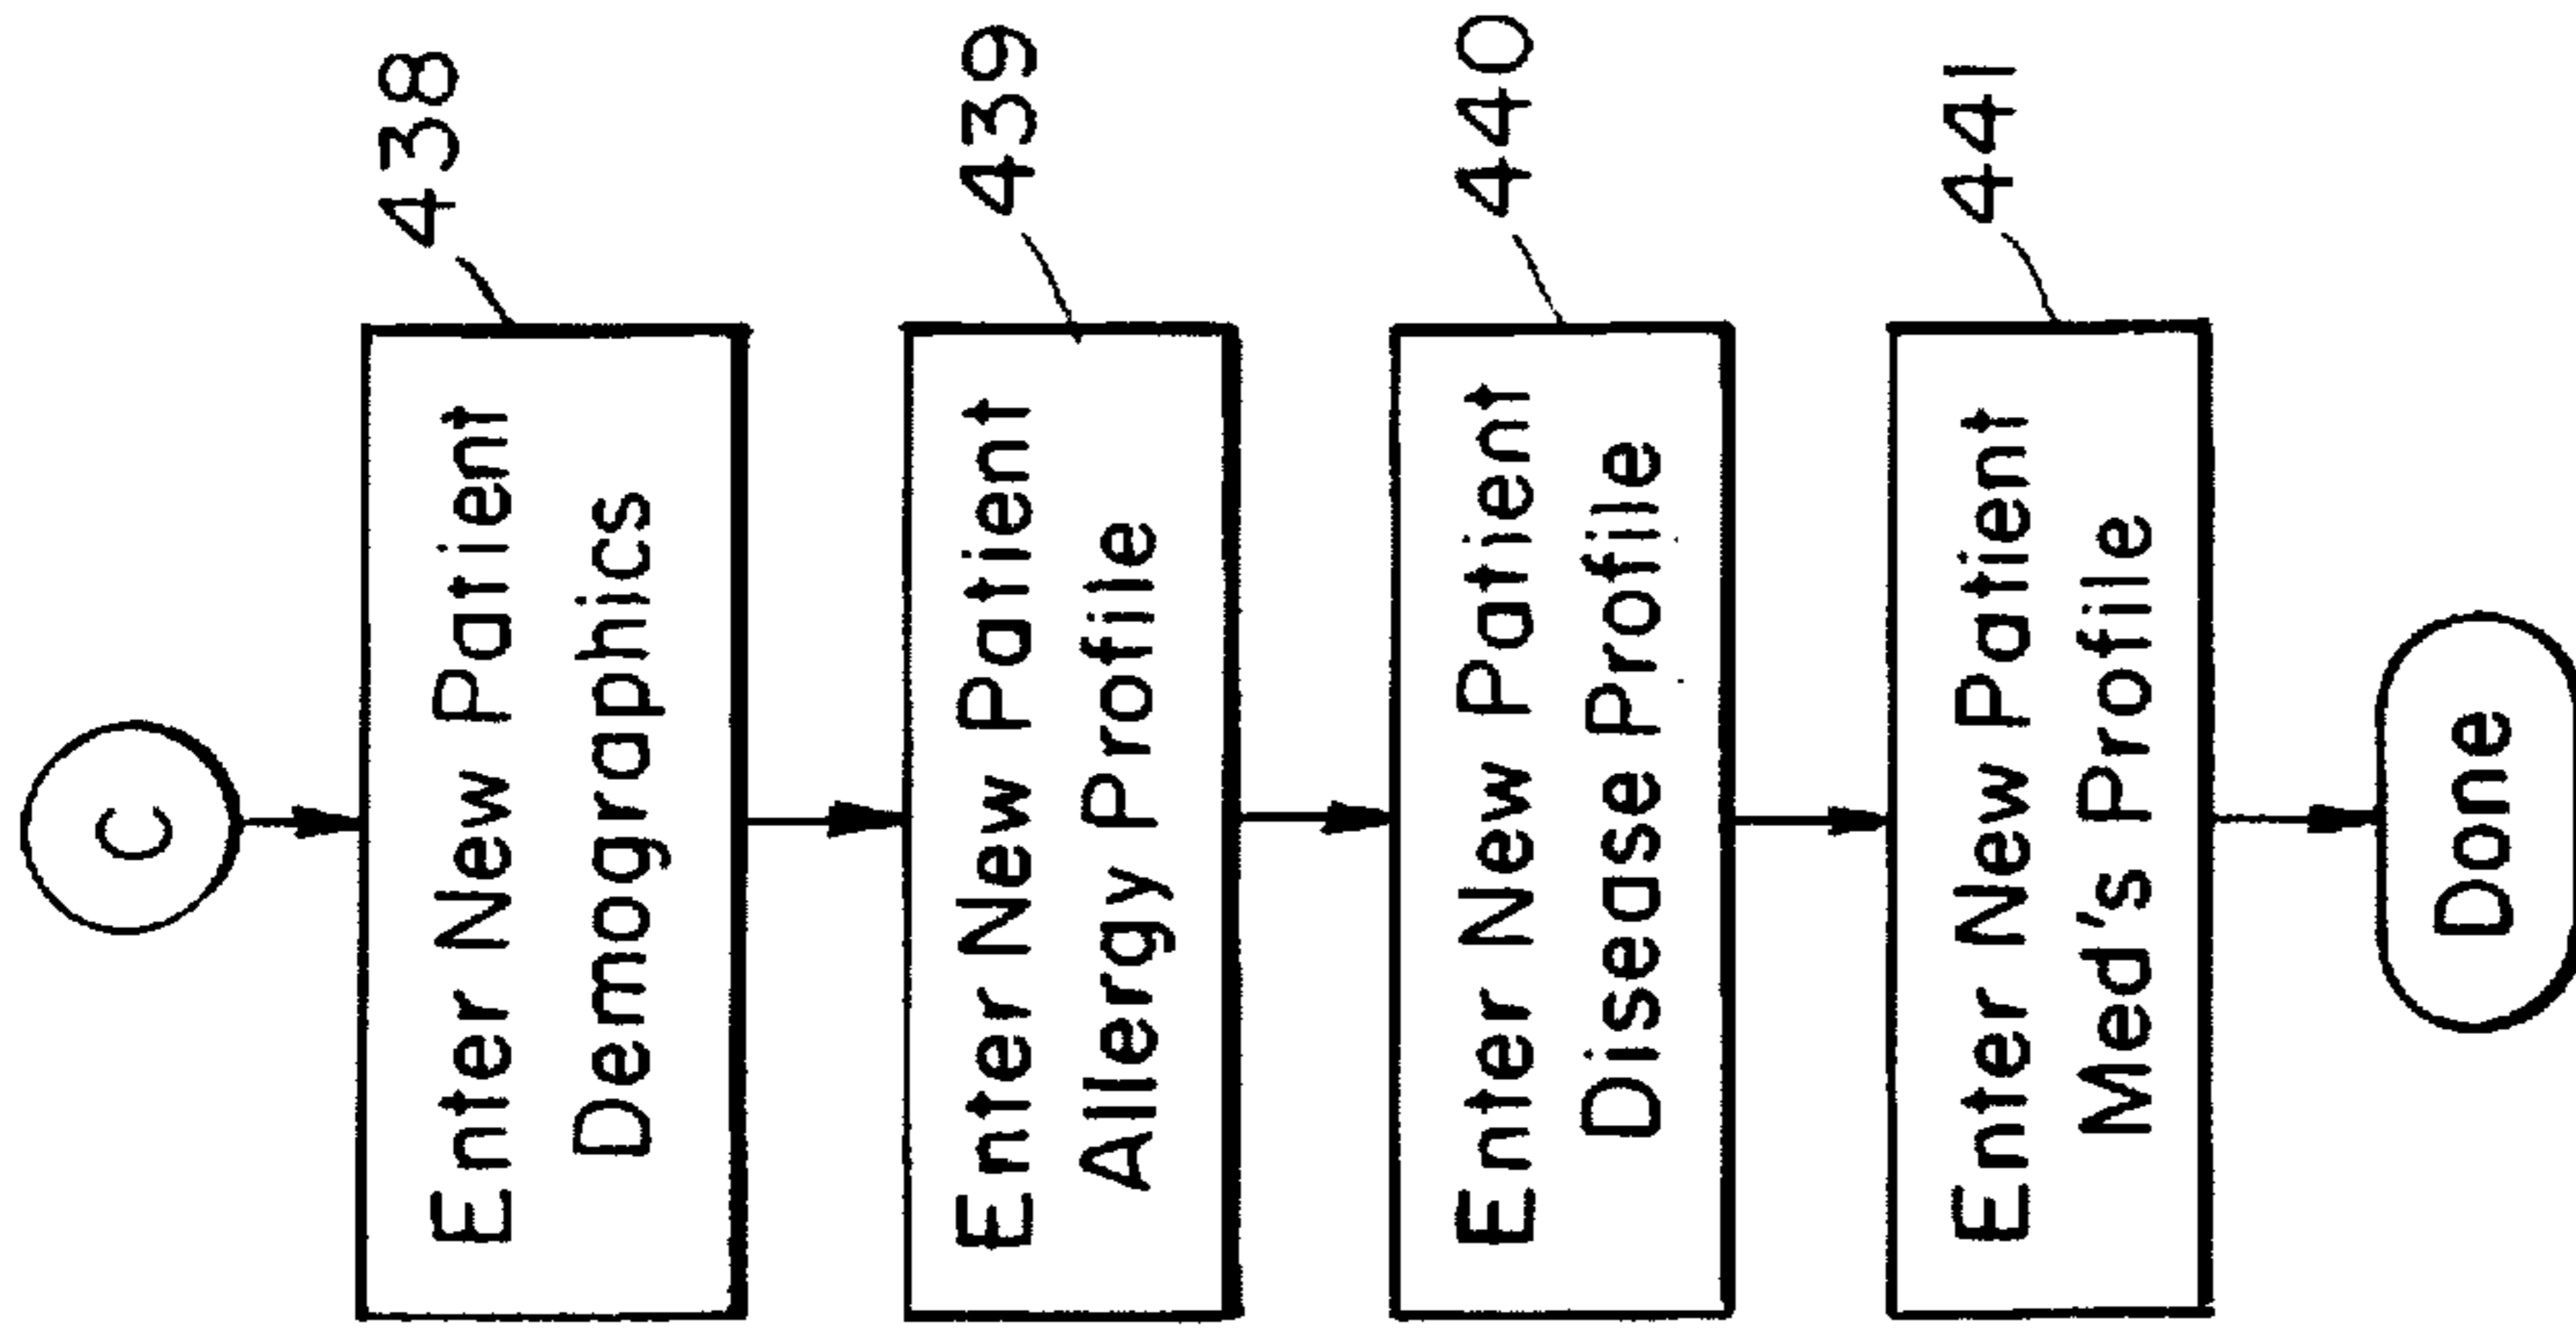 C
Enter New Patient
Demographics
438
Enter New Patient
Allergy Profile
439
Enter New Patient
Disease Profile
440
Enter New Patient
Med's Profile
441
Done